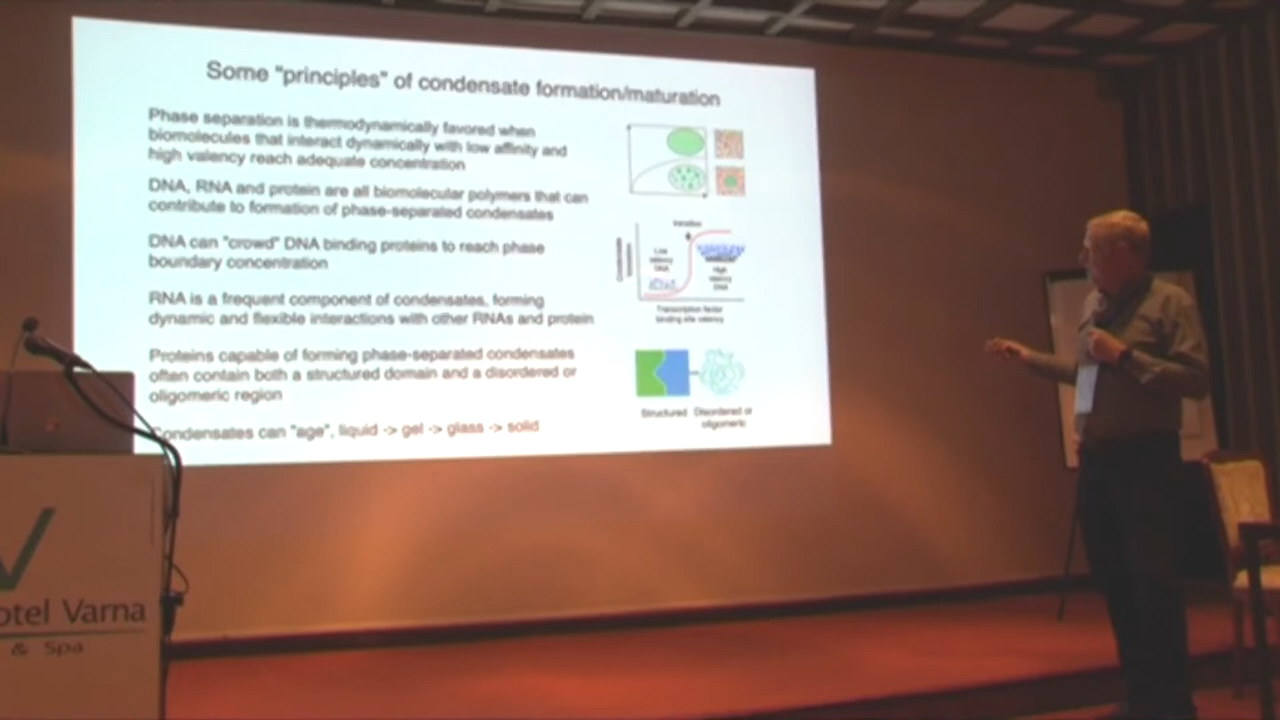 Some "principles" of condensate formation/maturation
Phase separation is thermodynamically favored when
biomolecules that interact dynamically with low affinity and
high valency reach adequate concentration
DNA, RNA and protein are all biomolecular polymers that can
contribute to formation of phase-separated condensates
DNA can "crowd" DNA binding proteins to reach phase
boundary concentration
RNA is a frequent component of condensates, forming
dynamic and flexible interactions with other RNAs and protein
Proteins capable of forming phase-separated condensates
often contain both a structured domain and a disordered or
oligomeric region
Condensates can "age", liquid -> gel -> glass -> solid
transition
Low
valency
DNA
High
valency
DNA
Transcription factor
binding site valency
Structured
Disordered or
oligomeric
otel Varna
& Spa